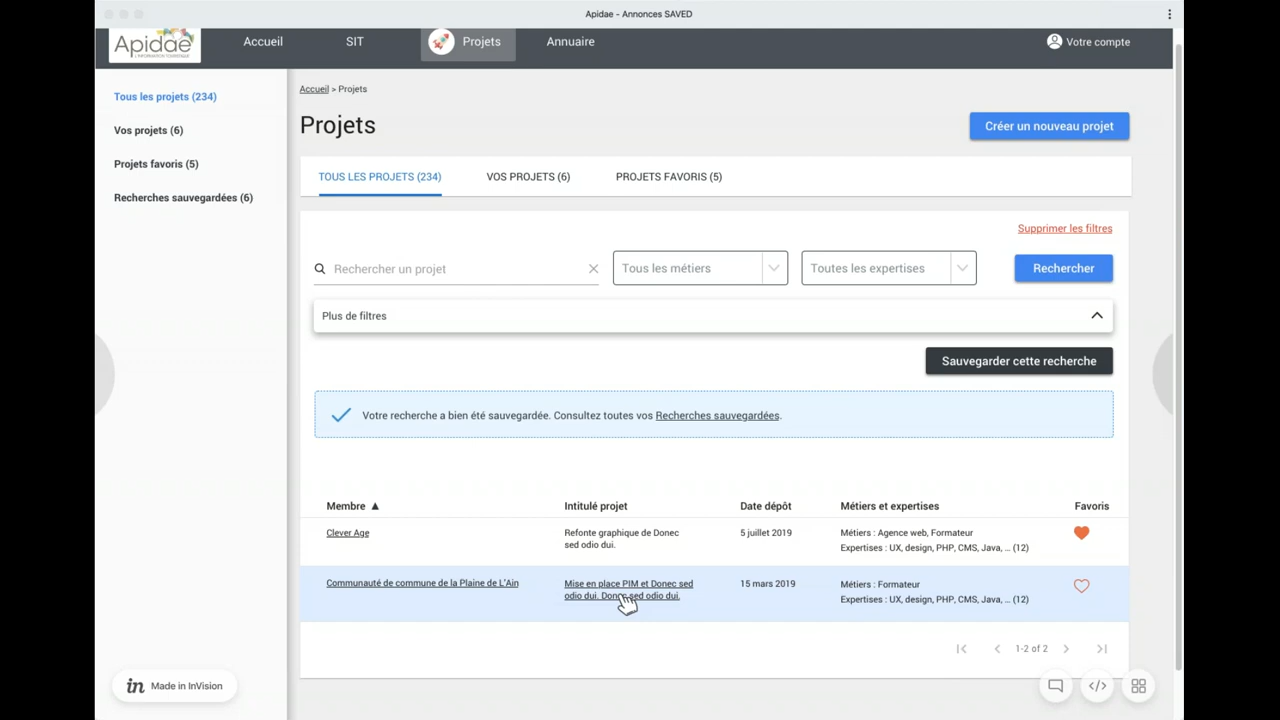 Apidae - Annonces SAVED
Apidae
Accueil
SIT
Projets
Annuaire
Votre compte
Tous les projets (234)
Vos projets (6)
Projets favoris (5)
Recherches sauvegardées (6)
Accueil > Projets
Projets
Créer un nouveau projet
TOUS LES PROJETS (234)
VOS PROJETS (6)
PROJETS FAVORIS (5)
Supprimer les filtres
Rechercher un projet
Tous les métiers
Toutes les expertises
Rechercher
Plus de filtres
Sauvegarder cette recherche
Votre recherche a bien été sauvegardée. Consultez toutes vos Recherches sauvegardées.
Membre ▲
Intitulé projet
Date dépôt
Métiers et expertises
Favoris
Clever Age
Refonte graphique de Donec
sed odio dui.
5 juillet 2019
Métiers : Agence web, Formateur
Expertises : UX, design, PHP, CMS, Java, ... (12)
Communauté de commune de la Plaine de L'Ain
Mise en place PIM et Donec sed
odio dui. Donec sed odio dui.
15 mars 2019
Métiers : Formateur
Expertises : UX, design, PHP, CMS, Java, ... (12)
1-2 of 2
in Made in InVision